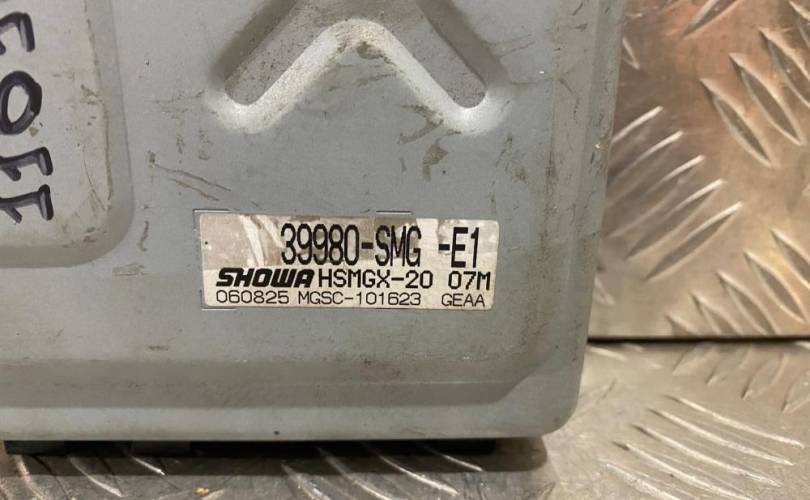 39980-SMG -E1
SHOWA HSMGX-20 07M
060825 MGSC-101623 GEAA